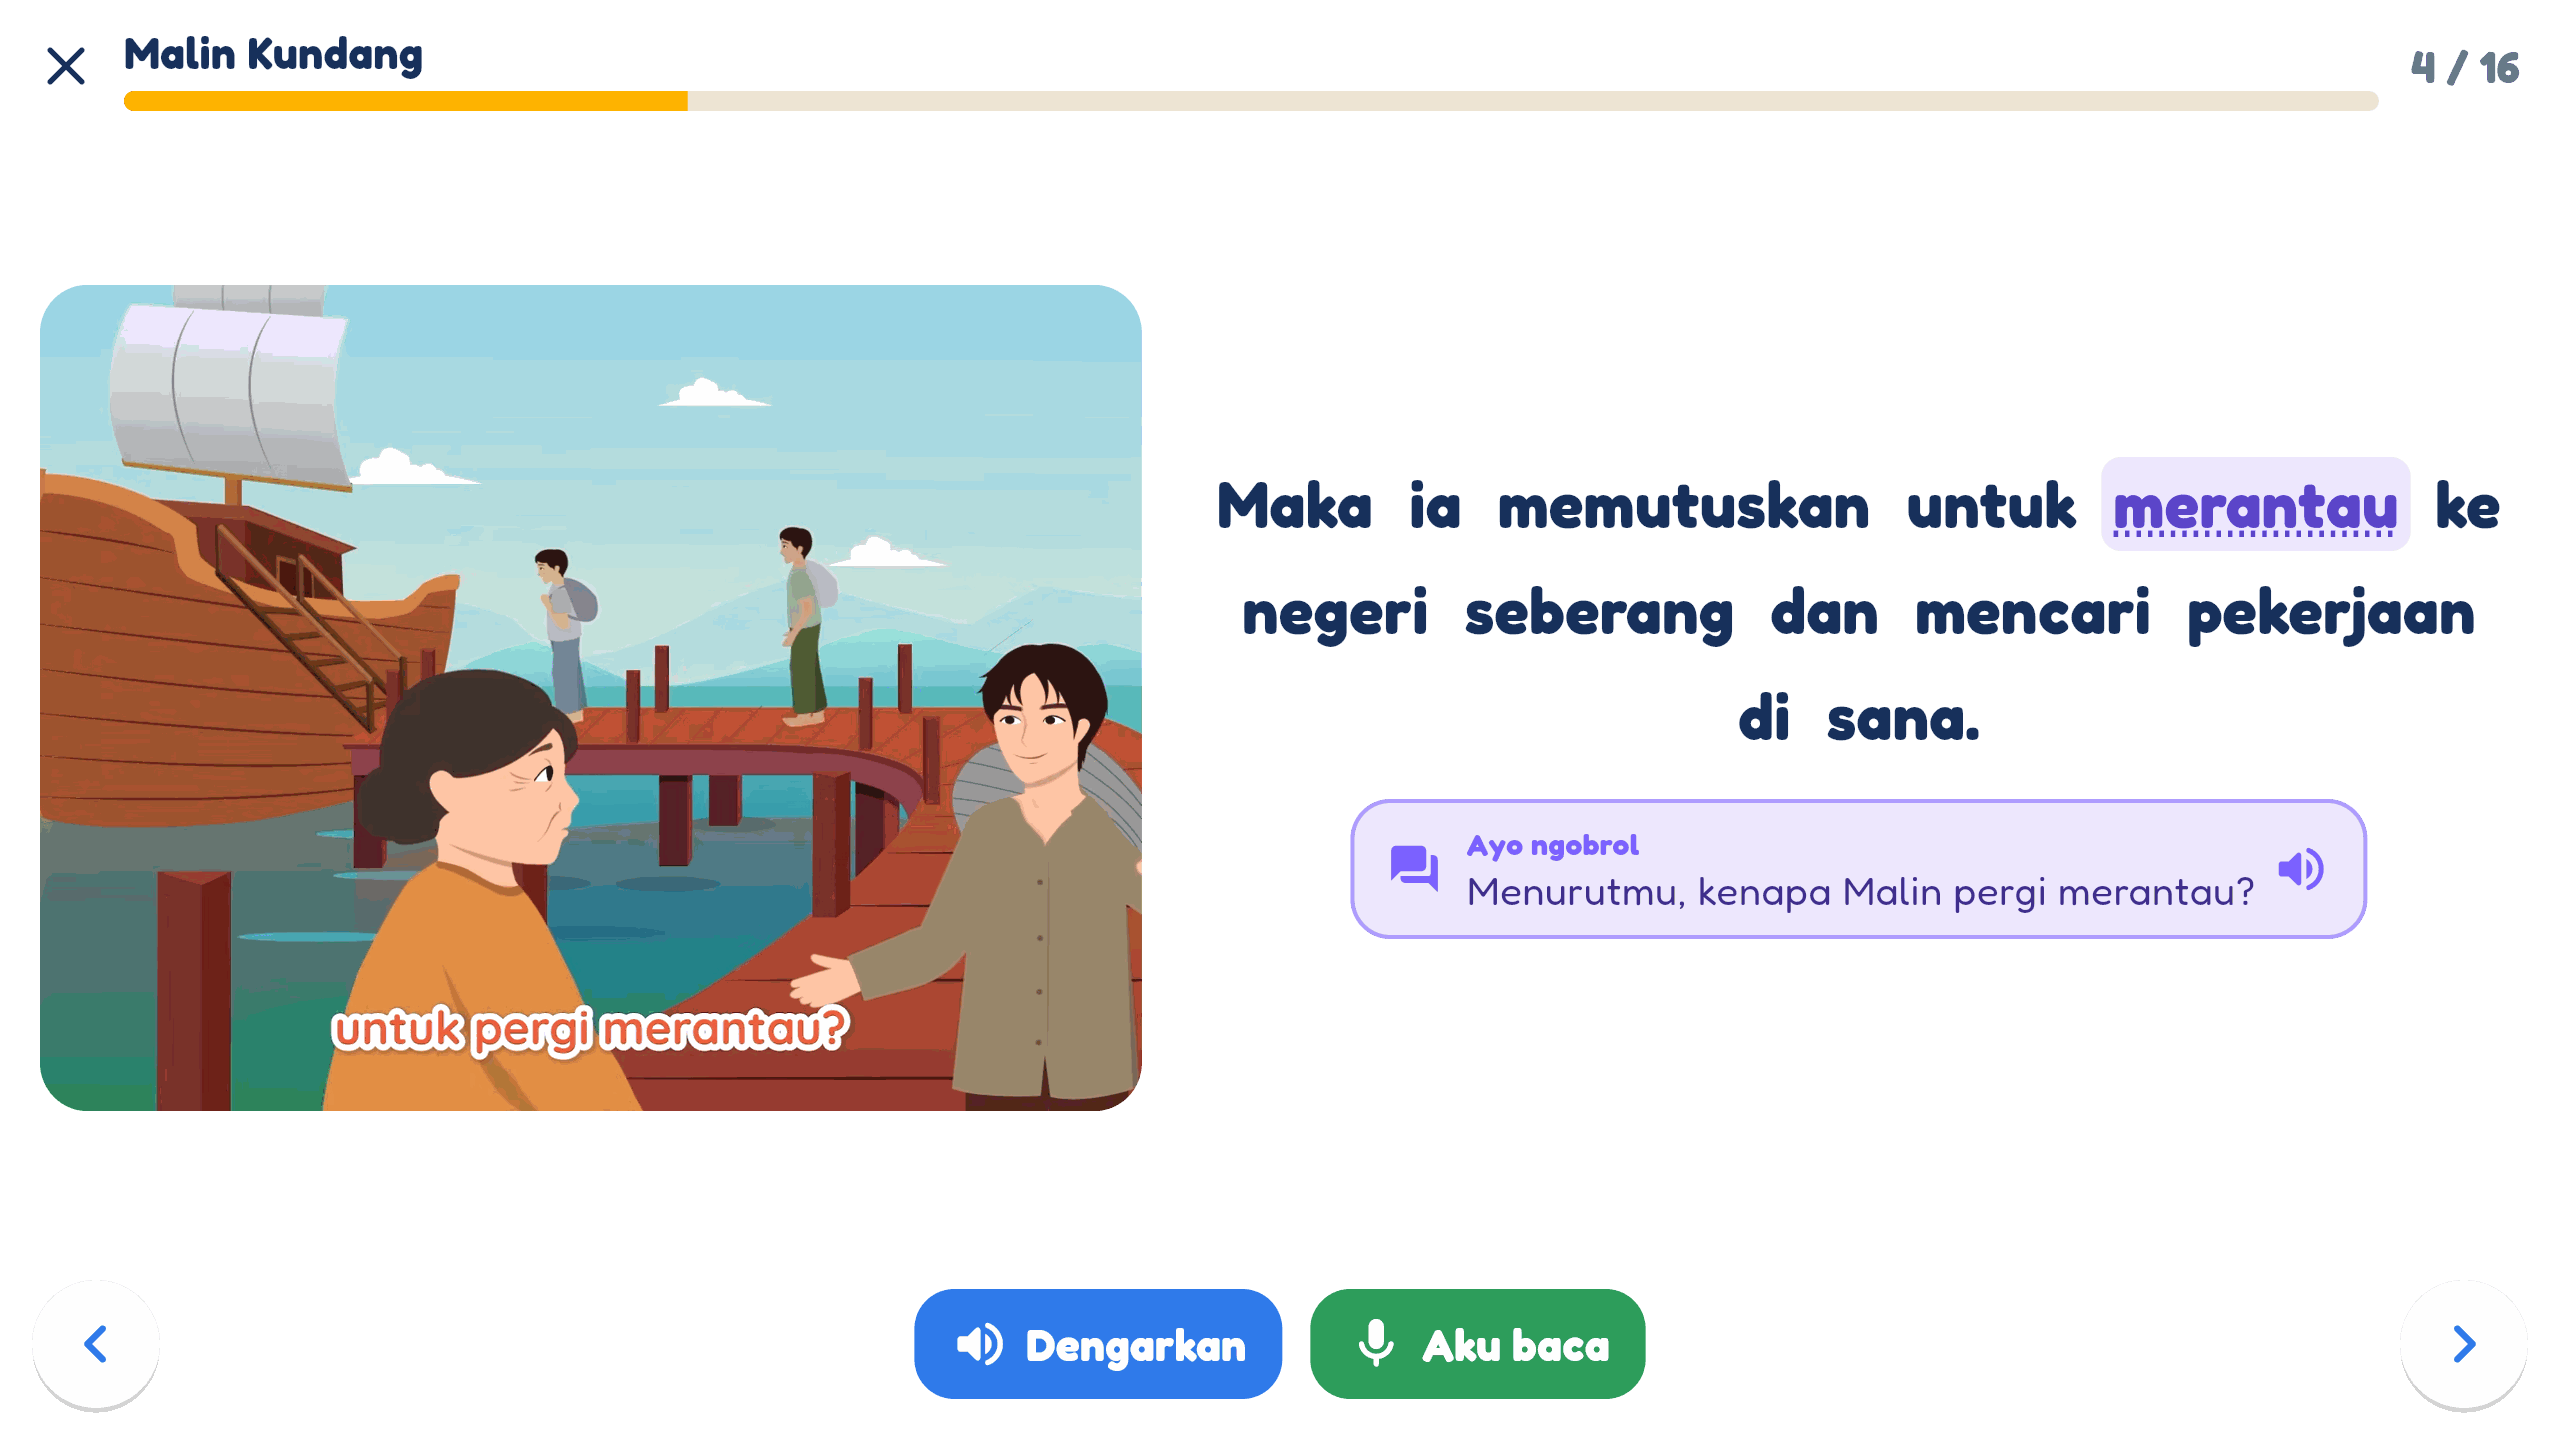 Malin Kundang
4 / 16
untuk pergi merantau?
Maka ia memutuskan untuk merantau ke
negeri seberang dan mencari pekerjaan
di sana.
Ayo ngobrol
Menurutmu, kenapa Malin pergi merantau?
Dengarkan
Aku baca